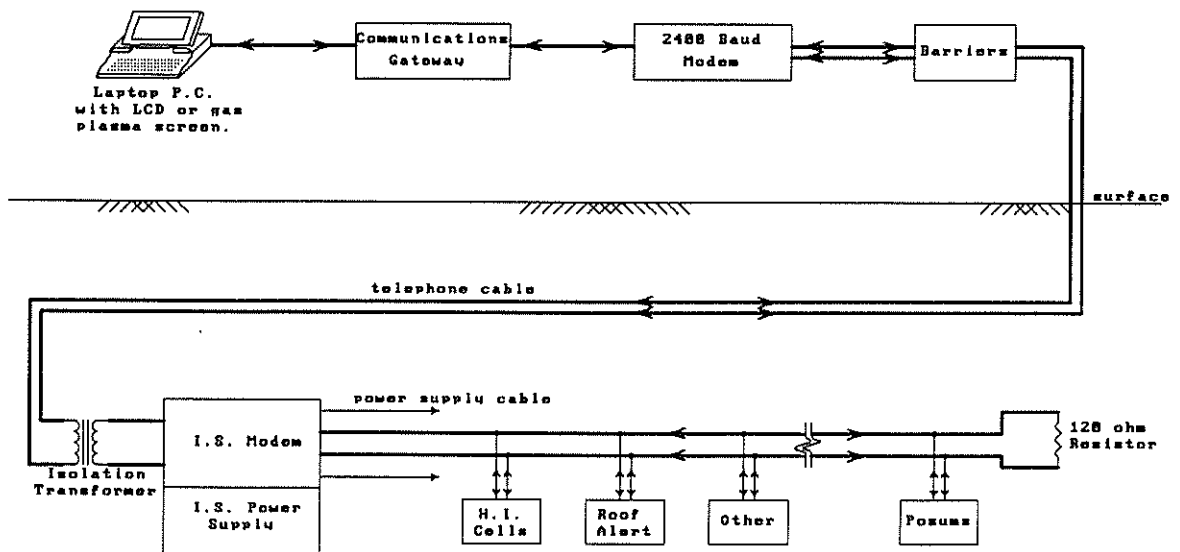 Laptop P.C.
with LCD or gas
plasma screen.
Communications
Gateway
2400 Baud
Modem
Barriers
surface
telephone cable
power supply cable
I.S. Modem
Isolation
Transformer
I.S. Power
Supply
H.I.
Cells
Roof
Alert
Other
Posums
120 ohm
Resistor